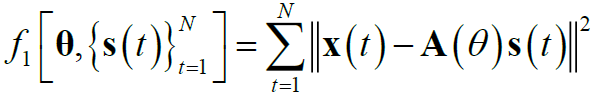 f₁[𝛉,{𝐬(t)}ᴺₜ₌₁] = ∑ᴺₜ₌₁ ‖𝐱(t) − 𝐀(θ)𝐬(t)‖²